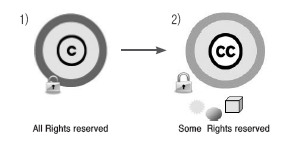 1)
2)
C
CC
All Rights reserved
Some Rights reserved